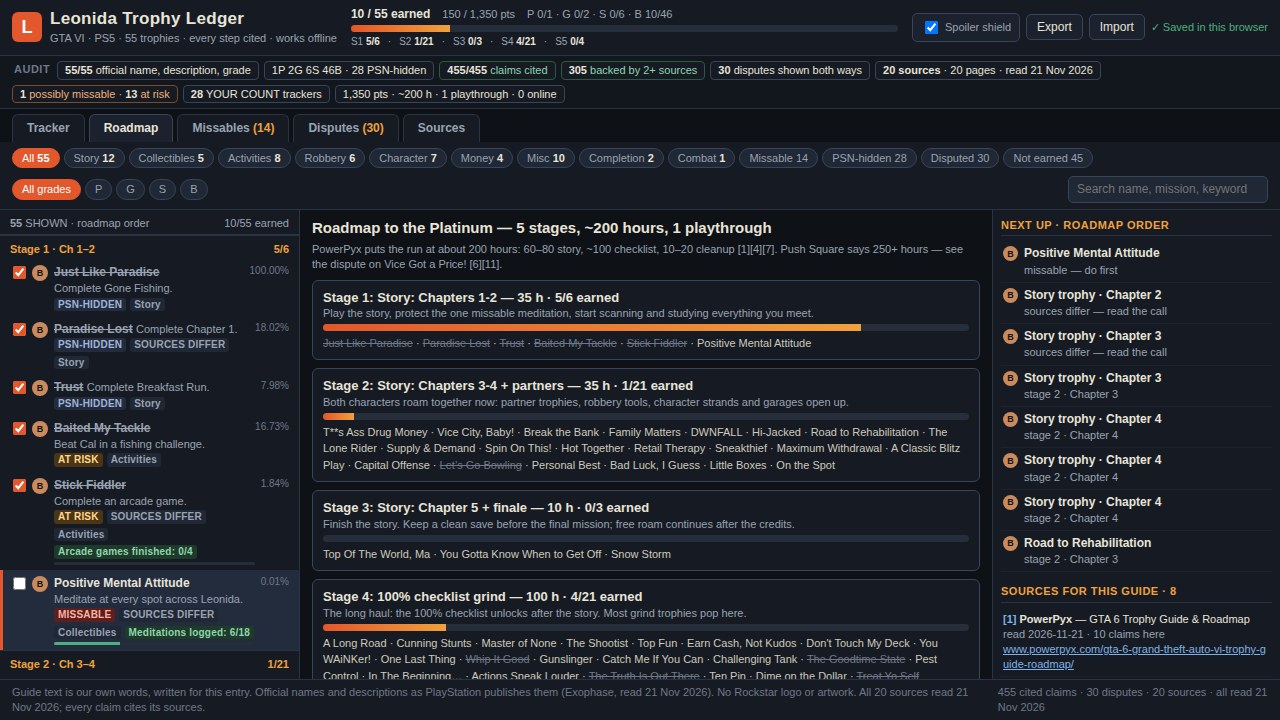 L
Leonida Trophy Ledger
GTA VI · PS5 · 55 trophies · every step cited · works offline
10 / 55 earned 150 / 1,350 pts P 0/1 · G 0/2 · S 0/6 · B 10/46
S1 5/6 · S2 1/21 · S3 0/3 · S4 4/21 · S5 0/4
Spoiler shield
Export
Import
✓ Saved in this browser
AUDIT 55/55 official name, description, grade 1P 2G 6S 46B · 28 PSN-hidden 455/455 claims cited 305 backed by 2+ sources 30 disputes shown both ways 20 sources · 20 pages · read 21 Nov 2026
1 possibly missable · 13 at risk 28 YOUR COUNT trackers 1,350 pts · ~200 h · 1 playthrough · 0 online
Tracker Roadmap Missables (14) Disputes (30) Sources
All 55 Story 12 Collectibles 5 Activities 8 Robbery 6 Character 7 Money 4 Misc 10 Completion 2 Combat 1 Missable 14 PSN-hidden 28 Disputed 30 Not earned 45
All grades P G S B Search name, mission, keyword
55 SHOWN · roadmap order 10/55 earned
Stage 1 · Ch 1–2 5/6
B Just Like Paradise 100.00%
Complete Gone Fishing.
PSN-HIDDEN Story
B Paradise Lost Complete Chapter 1. 18.02%
PSN-HIDDEN SOURCES DIFFER
Story
B Trust Complete Breakfast Run. 7.98%
PSN-HIDDEN Story
B Baited My Tackle 16.73%
Beat Cal in a fishing challenge.
AT RISK Activities
B Stick Fiddler 1.84%
Complete an arcade game.
AT RISK SOURCES DIFFER
Activities
Arcade games finished: 0/4
B Positive Mental Attitude 0.01%
Meditate at every spot across Leonida.
MISSABLE SOURCES DIFFER
Collectibles Meditations logged: 6/18
Stage 2 · Ch 3–4 1/21
Roadmap to the Platinum — 5 stages, ~200 hours, 1 playthrough
PowerPyx puts the run at about 200 hours: 60–80 story, ~100 checklist, 10–20 cleanup [1][4][7]. Push Square says 250+ hours — see
the dispute on Vice Got a Price! [6][11].
Stage 1: Story: Chapters 1-2 — 35 h · 5/6 earned
Play the story, protect the one missable meditation, start scanning and studying everything you meet.
Just Like Paradise · Paradise Lost · Trust · Baited My Tackle · Stick Fiddler · Positive Mental Attitude
Stage 2: Story: Chapters 3-4 + partners — 35 h · 1/21 earned
Both characters roam together now: partner trophies, robbery tools, character strands and garages open up.
T**s Ass Drug Money · Vice City, Baby! · Break the Bank · Family Matters · DWNFALL · Hi-Jacked · Road to Rehabilitation · The
Lone Rider · Supply & Demand · Spin On This! · Hot Together · Retail Therapy · Sneakthief · Maximum Withdrawal · A Classic Blitz
Play · Capital Offense · Let's Go Bowling · Personal Best · Bad Luck, I Guess · Little Boxes · On the Spot
Stage 3: Story: Chapter 5 + finale — 10 h · 0/3 earned
Finish the story. Keep a clean save before the final mission; free roam continues after the credits.
Top Of The World, Ma · You Gotta Know When to Get Off · Snow Storm
Stage 4: 100% checklist grind — 100 h · 4/21 earned
The long haul: the 100% checklist unlocks after the story. Most grind trophies pop here.
A Long Road · Cunning Stunts · Master of None · The Shootist · Top Fun · Earn Cash, Not Kudos · Don't Touch My Deck · You
WAiNKer! · One Last Thing · Whip It Good · Gunslinger · Catch Me If You Can · Challenging Tank · The Goodtime State · Pest
Control · In The Beginning… · Actions Speak Louder · The Truth Is Out There · Ten Pin · Dime on the Dollar · Treat Yo Self
NEXT UP · ROADMAP ORDER
B Positive Mental Attitude
missable — do first
B Story trophy · Chapter 2
sources differ — read the call
B Story trophy · Chapter 3
sources differ — read the call
B Story trophy · Chapter 3
stage 2 · Chapter 3
B Story trophy · Chapter 4
stage 2 · Chapter 4
B Story trophy · Chapter 4
stage 2 · Chapter 4
B Story trophy · Chapter 4
stage 2 · Chapter 4
B Road to Rehabilitation
stage 2 · Chapter 3
SOURCES FOR THIS GUIDE · 8
[1] PowerPyx — GTA 6 Trophy Guide & Roadmap
read 2026-11-21 · 10 claims here
www.powerpyx.com/gta-6-grand-theft-auto-vi-trophy-g
uide-roadmap/
Guide text is our own words, written for this entry. Official names and descriptions as PlayStation publishes them (Exophase, read 21 Nov 2026). No Rockstar logo or artwork. All 20 sources read 21
Nov 2026; every claim cites its sources.
455 cited claims · 30 disputes · 20 sources · all read 21
Nov 2026